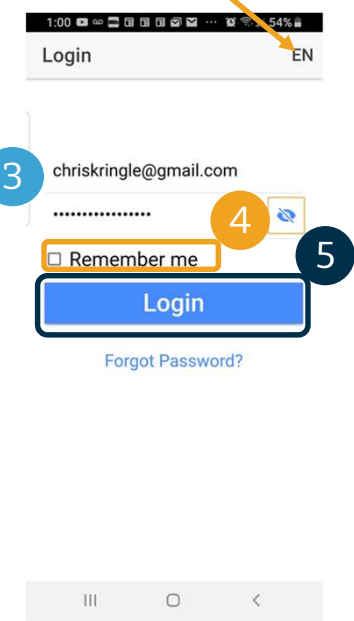 1:00 54%
Login EN
3 chriskringle@gmail.com
•••••••••••••••• 4
Remember me 5
Login
Forgot Password?